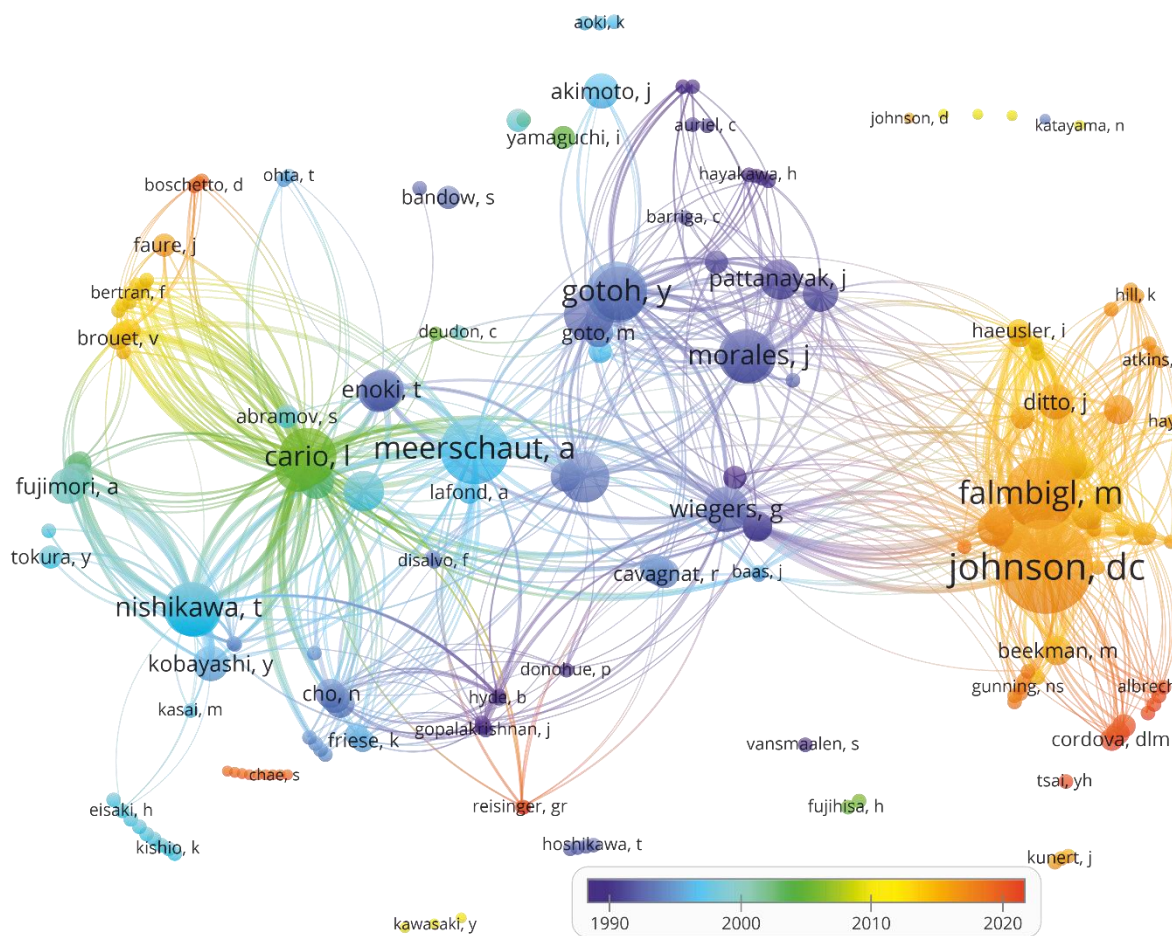 aoki, k
akimoto, j
johnson, d
katayama, n
auriel, c
yamaguchi, i
hayakawa, h
boschetto, d
ohta, t
bandow, s
barriga, c
faure, j
pattanayak, j
bertran, f
gotoh, y
hill, k
brouet, v
deudon, c
goto, m
haeusler, i
morales, j
atkins,
enoki, t
ditto, j
abramov, s
hay
meerschaut, a
cario, l
fujimori, a
lafond, a
falmbigl, m
wiegers, g
tokura, y
disalvo, f
cavagnat, r
baas, j
johnson, dc
nishikawa, t
kobayashi, y
donohue, p
beekman, m
cho, n
hyde, b
gunning, ns
albrec
kasai, m
gopalakrishnan, j
friese, k
vansmaalen, s
cordova, dlm
chae, s
tsai, yh
eisaki, h
reisinger, gr
fujihisa, h
kishio, k
hoshikawa, t
kunert, j
kawasaki, y
1990
2000
2010
2020